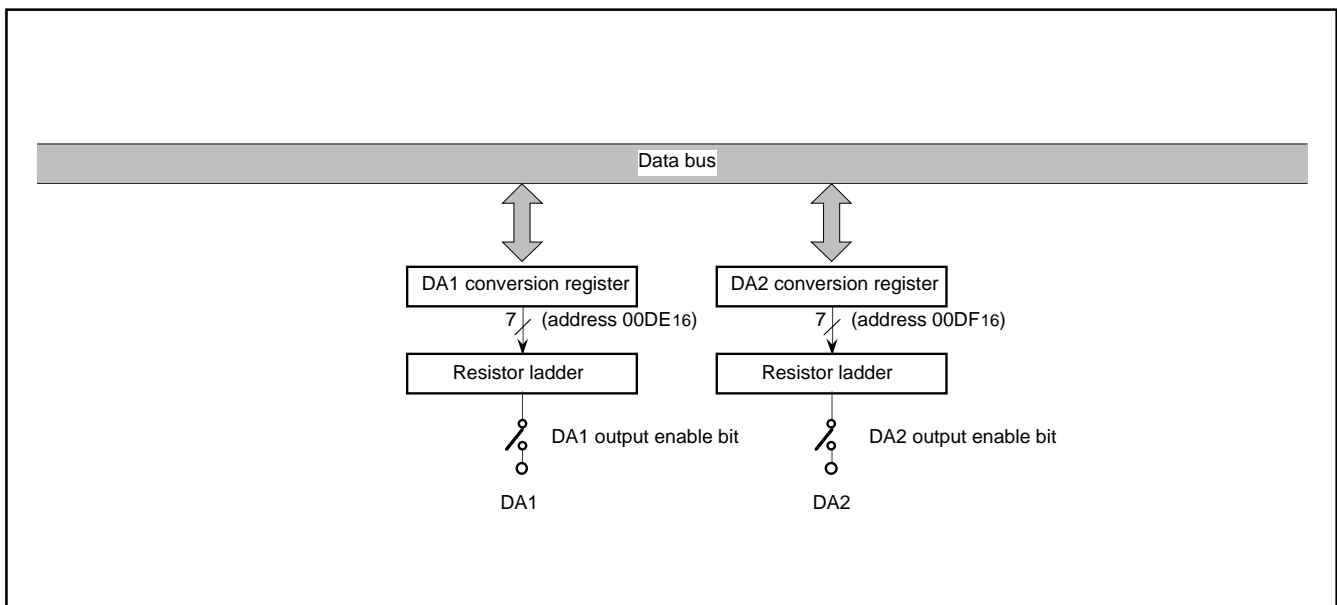 Data bus
DA1 conversion register
DA2 conversion register
7 (address 00DE16)
7 (address 00DF16)
Resistor ladder
Resistor ladder
DA1 output enable bit
DA2 output enable bit
DA1
DA2